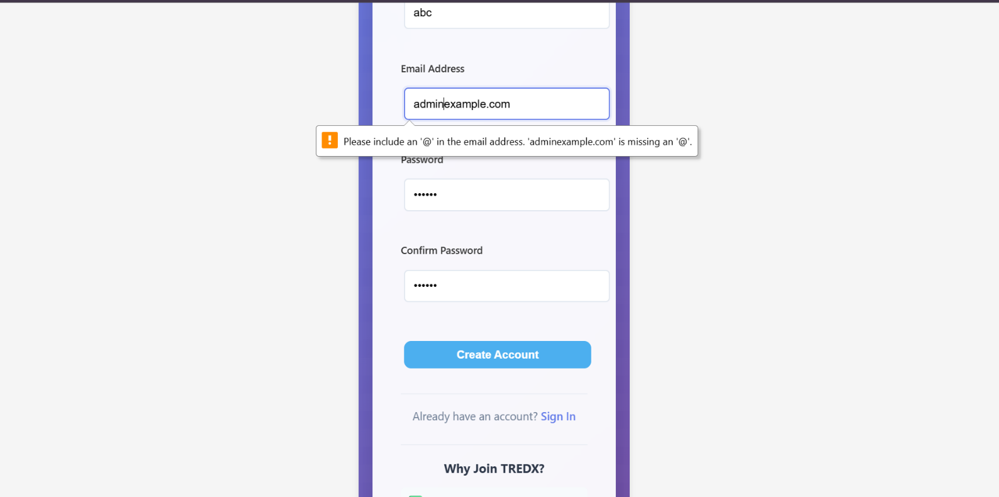 abc
Email Address
adminexample.com
Please include an '@' in the email address. 'adminexample.com' is missing an '@'.
Password
••••••
Confirm Password
••••••
Create Account
Already have an account? Sign In
Why Join TREDX?